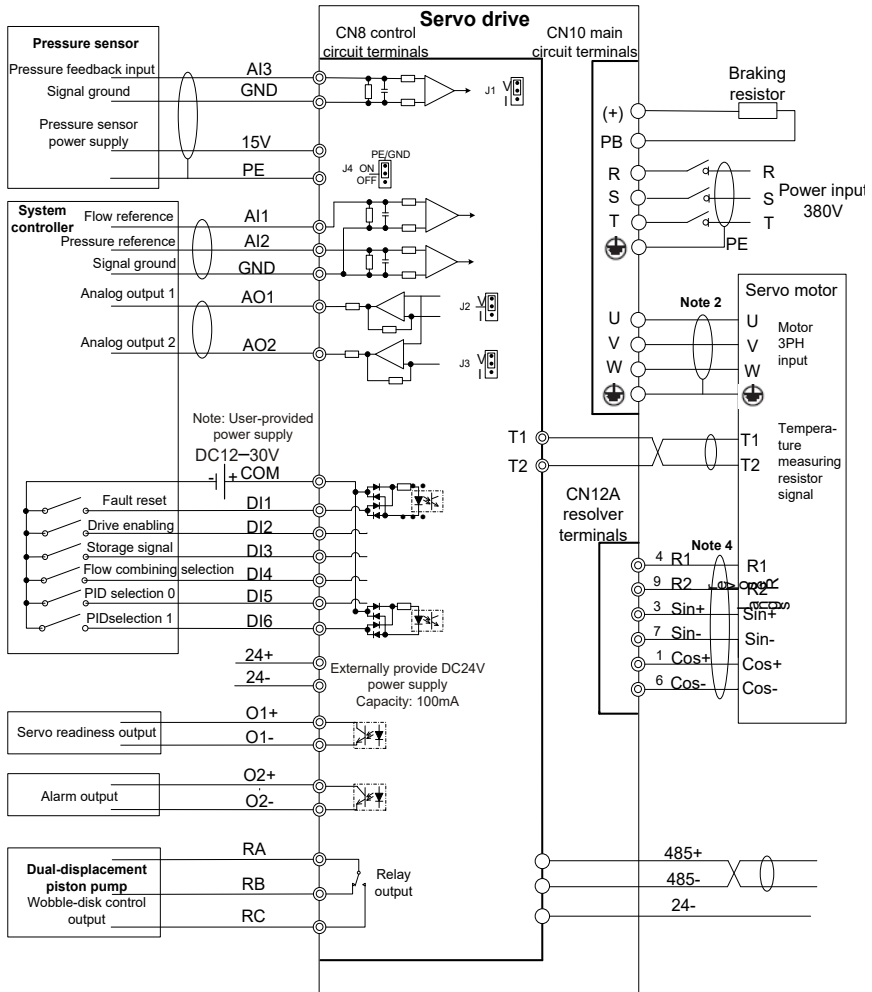 Servo drive
CN8 control
circuit terminals
CN10 main
circuit terminals
Pressure sensor
Pressure feedback input
AI3
Signal ground
GND
Pressure sensor
power supply
15V
PE
J1
V
I
PE/GND
J4
ON
OFF
System
controller
Flow reference
AI1
Pressure reference
AI2
Signal ground
GND
Analog output 1
AO1
J2
V
I
Analog output 2
AO2
J3
V
I
Note: User-provided
power supply
DC12—30V
- + COM
Fault reset
DI1
Drive enabling
DI2
Storage signal
DI3
Flow combining selection
DI4
PID selection 0
DI5
PIDselection 1
DI6
24+
24-
Externally provide DC24V
power supply
Capacity: 100mA
Servo readiness output
O1+
O1-
Alarm output
O2+
O2-
Dual-displacement
piston pump
Wobble-disk control
output
RA
RB
RC
Relay
output
Braking
resistor
(+)
PB
R
S
T
R
S
T
Power input
380V
PE
Servo motor
Note 2
U
V
W
U
V
W
Motor
3PH
input
T1
T2
T1
T2
Tempera-
ture
measuring
resistor
signal
CN12A
resolver
terminals
Note 4
4 R1
R1
9 R2
R2
3 Sin+
Sin+
7 Sin-
Sin-
1 Cos+
Cos+
6 Cos-
Cos-
485+
485-
24-